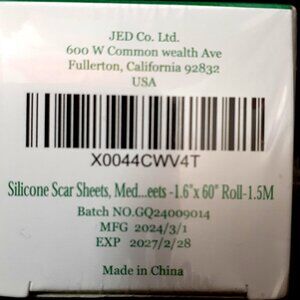 JED Co. Ltd.
600 W Common wealth Ave
Fullerton, California 92832
USA
X0044CWV4T
Silicone Scar Sheets, Med...eets -1.6"x 60" Roll-1.5M
Batch NO.GQ24009014
MFG 2024/3/1
EXP 2027/2/28
Made in China